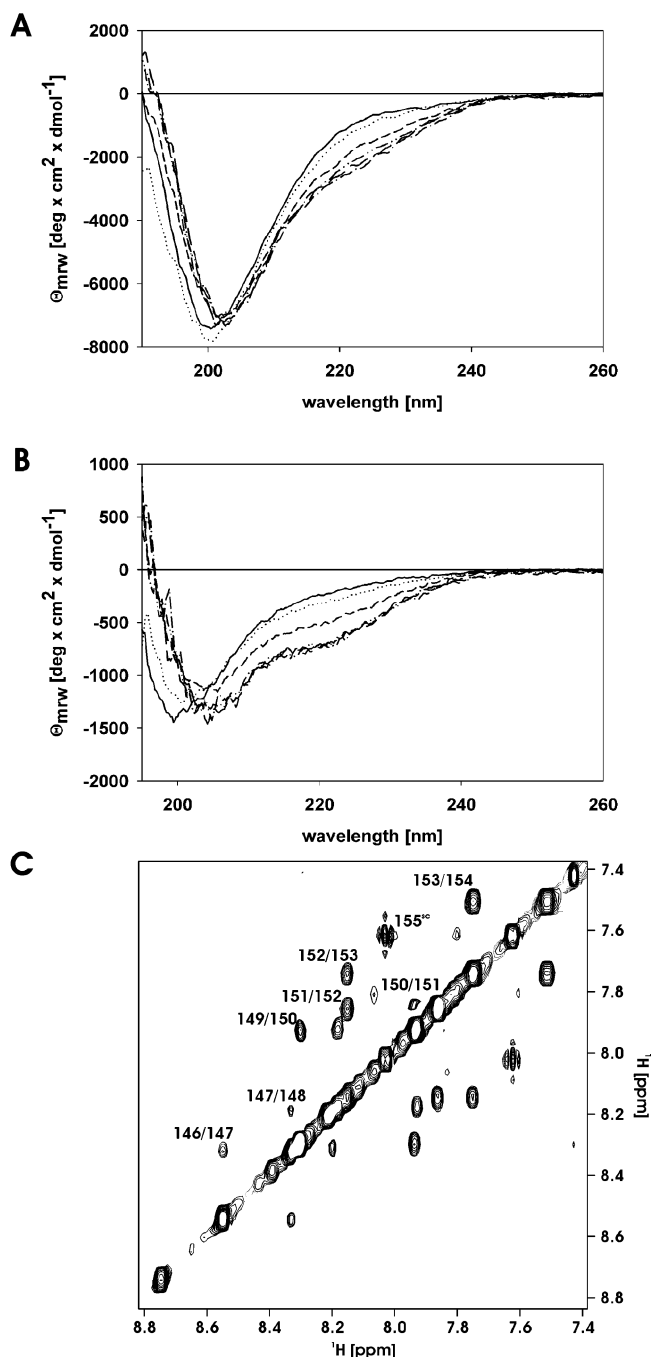 A
2000
0
-2000
-4000
-6000
-8000
Θmrw [deg x cm² x dmol⁻¹]
200 220 240 260
wavelength [nm]
B
1000
500
0
-500
-1000
-1500
-2000
Θmrw [deg x cm² x dmol⁻¹]
200 220 240 260
wavelength [nm]
C
153/154
155sc
152/153
151/152
150/151
149/150
147/148
146/147
7.4
7.6
7.8
8.0
8.2
8.4
8.6
8.8
¹H [ppm]
8.8 8.6 8.4 8.2 8.0 7.8 7.6 7.4
¹H [ppm]